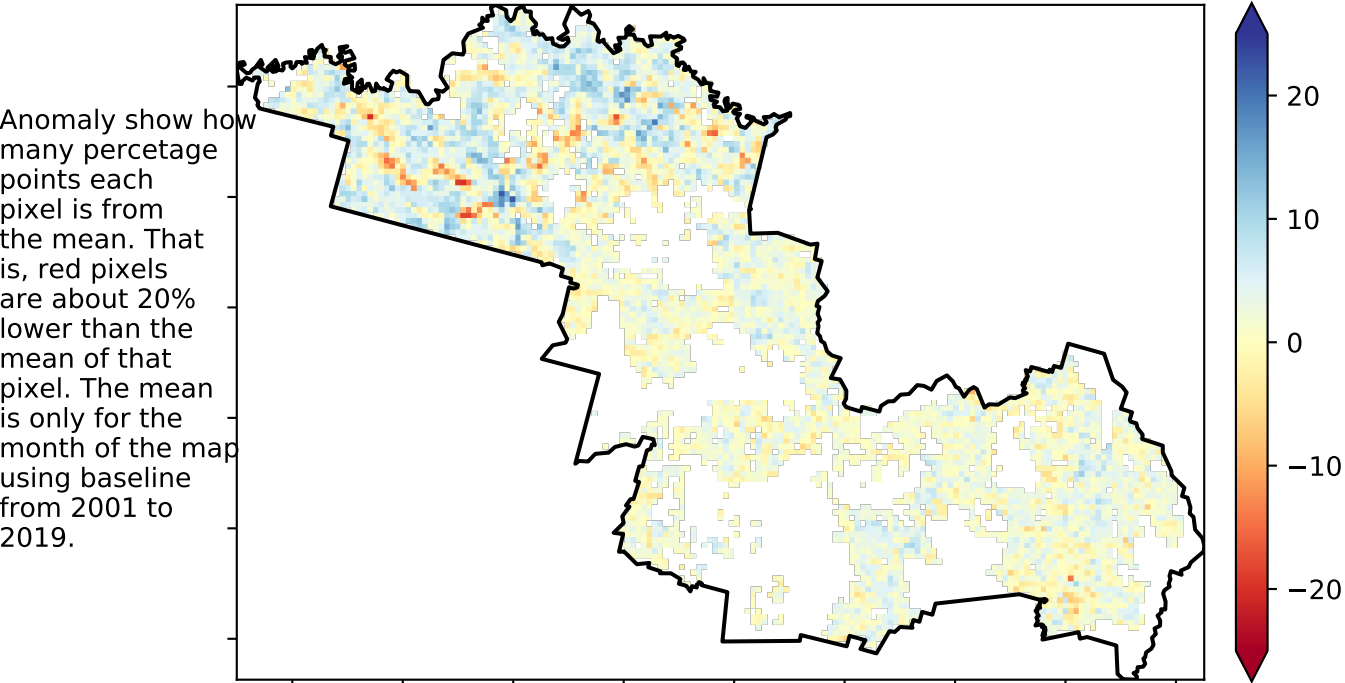 Anomaly show how
many percetage
points each
pixel is from
the mean. That
is, red pixels
are about 20%
lower than the
mean of that
pixel. The mean
is only for the
month of the map
using baseline
from 2001 to
2019.
20
10
0
−10
−20